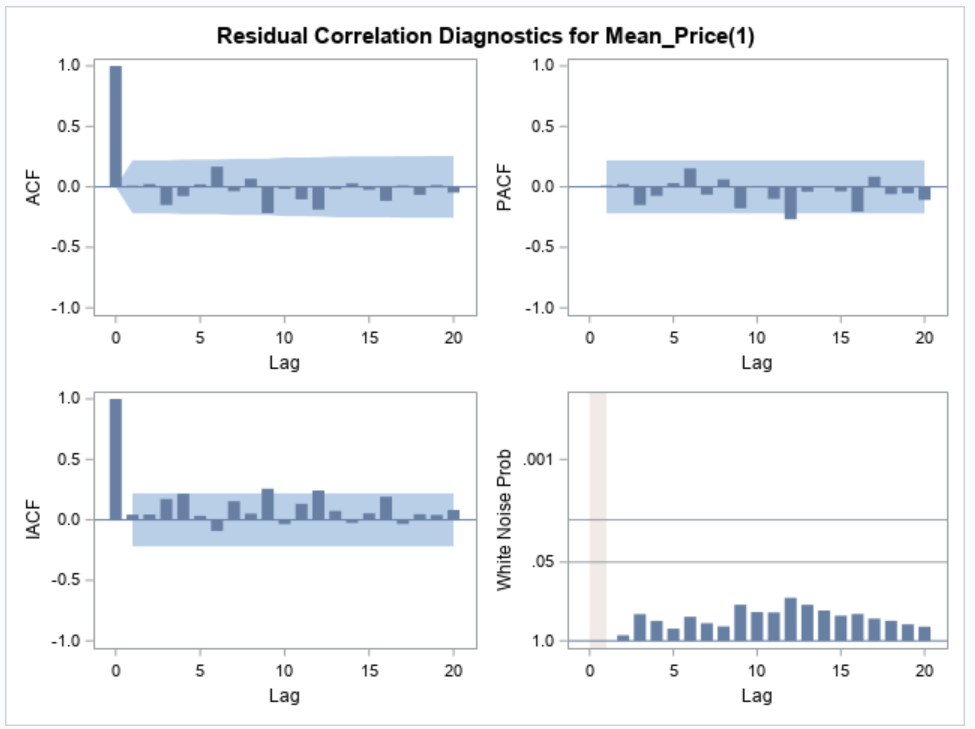 Residual Correlation Diagnostics for Mean_Price(1)
1.0
0.5
0.0
-0.5
-1.0
ACF
0 5 10 15 20
Lag
1.0
0.5
0.0
-0.5
-1.0
PACF
0 5 10 15 20
Lag
1.0
0.5
0.0
-0.5
-1.0
IACF
0 5 10 15 20
Lag
.001
.05
1.0
White Noise Prob
0 5 10 15 20
Lag